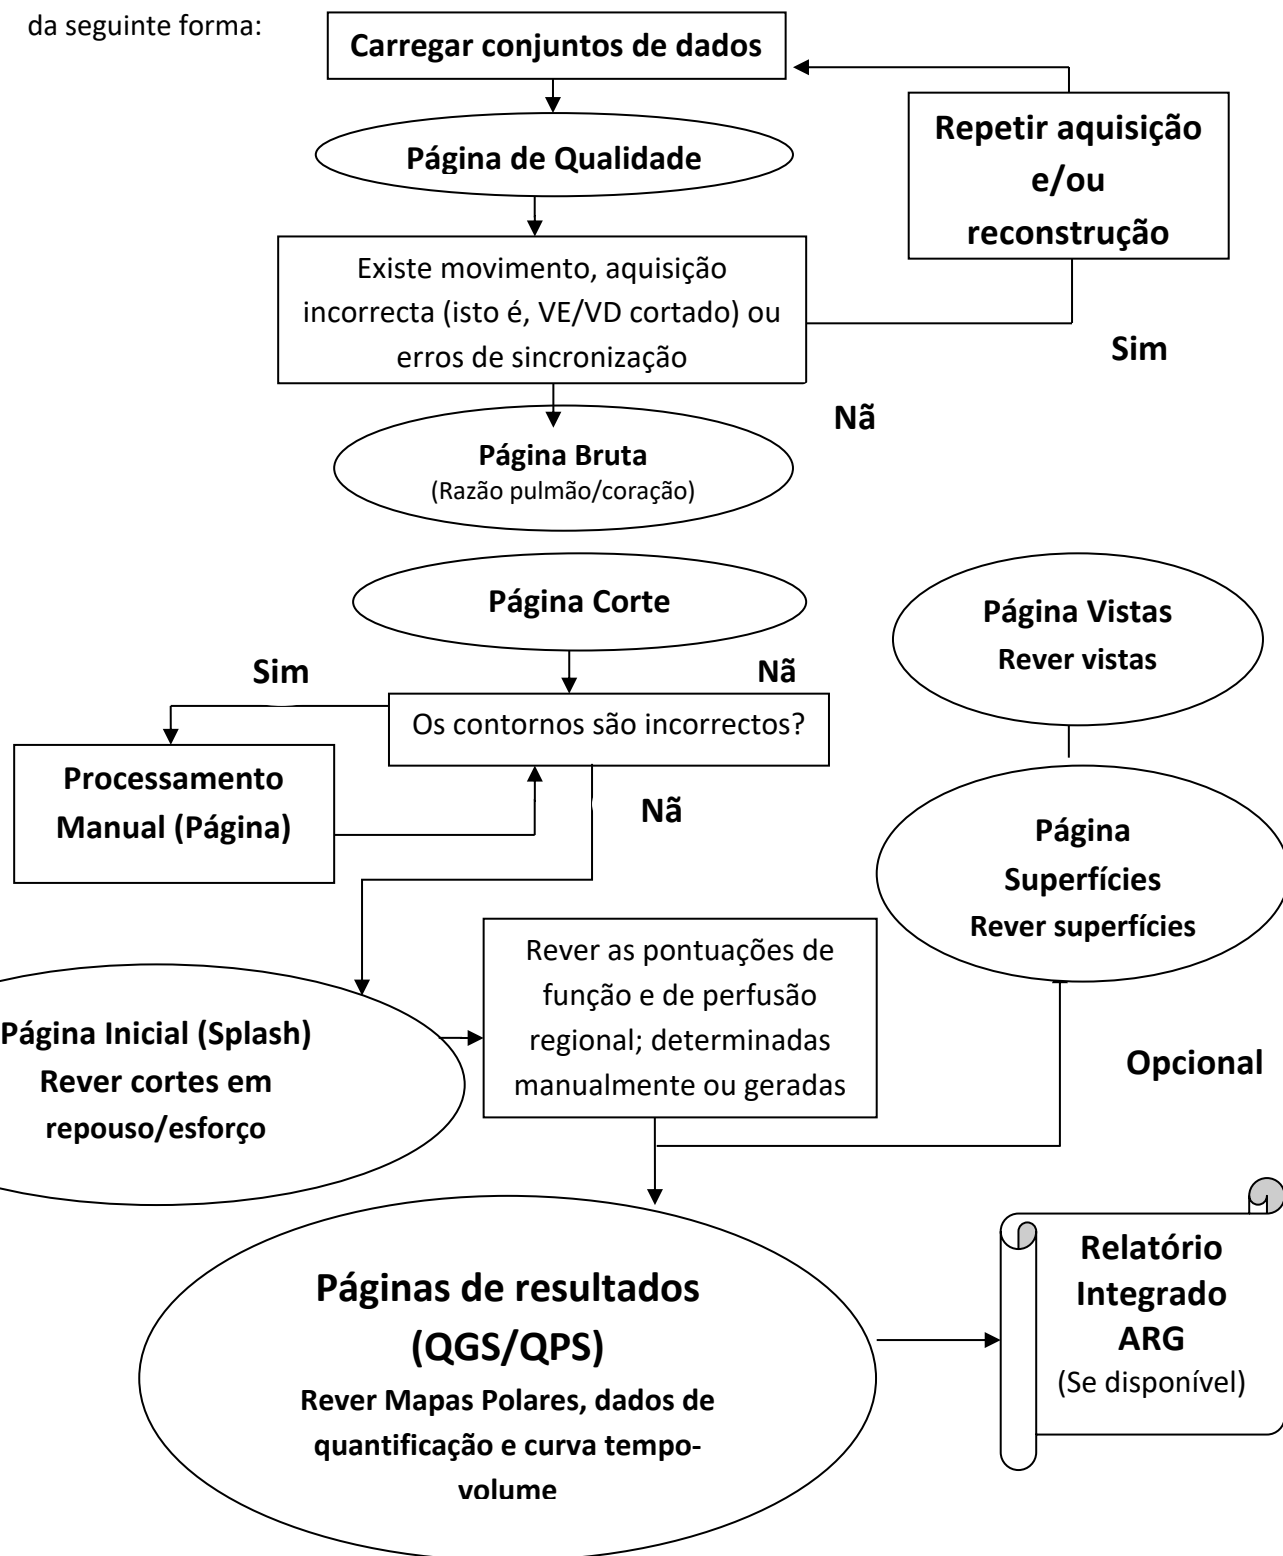 da seguinte forma:
Carregar conjuntos de dados
Repetir aquisição
e/ou
reconstrução
Página de Qualidade
Existe movimento, aquisição
incorrecta (isto é, VE/VD cortado) ou
erros de sincronização
Sim
Nã
Página Bruta
(Razão pulmão/coração)
Página Corte
Página Vistas
Rever vistas
Sim
Nã
Os contornos são incorrectos?
Processamento
Manual (Página)
Nã
Página
Superfícies
Rever superfícies
Rever as pontuações de
função e de perfusão
regional; determinadas
manualmente ou geradas
Página Inicial (Splash)
Rever cortes em
repouso/esforço
Opcional
Páginas de resultados
(QGS/QPS)
Rever Mapas Polares, dados de
quantificação e curva tempo-
volume
Relatório
Integrado
ARG
(Se disponível)